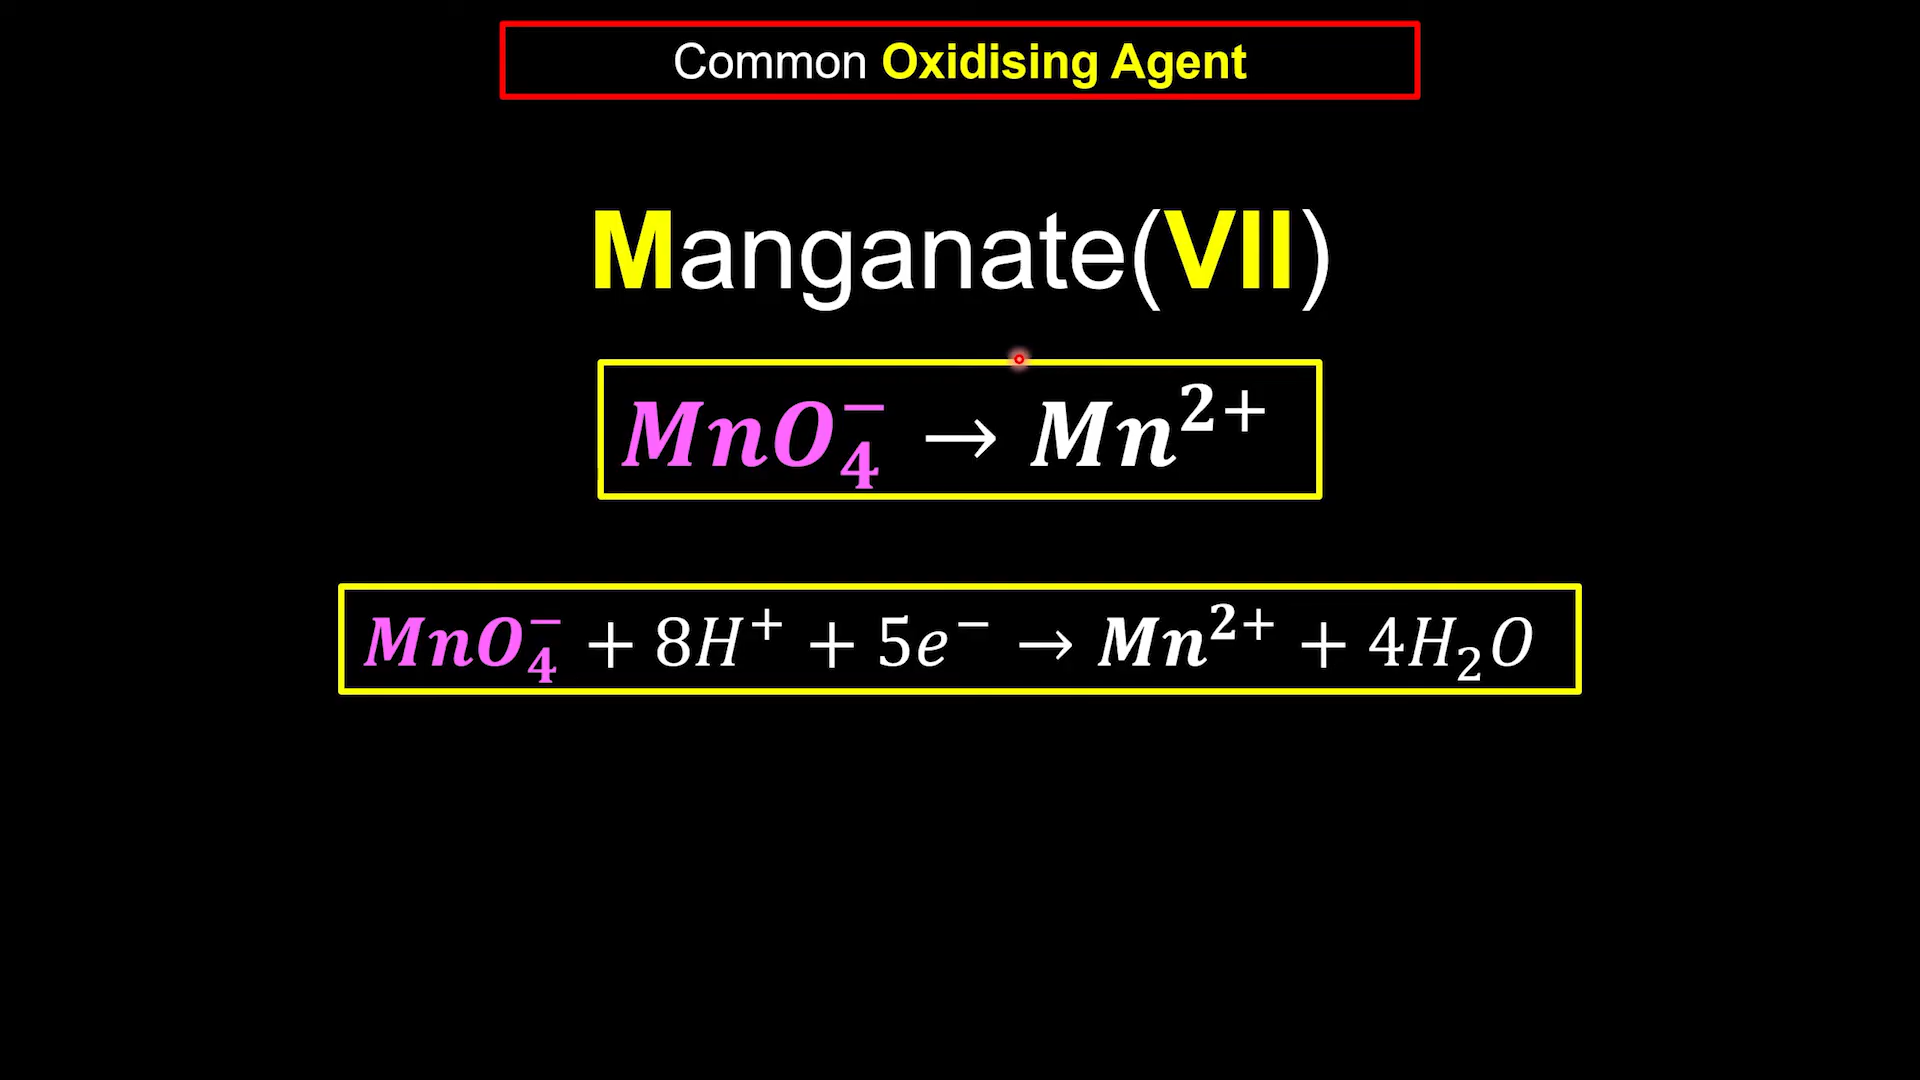 Common Oxidising Agent
Manganate(VII)
MnO₄⁻ → Mn²⁺
MnO₄⁻ + 8H⁺ + 5e⁻ → Mn²⁺ + 4H₂O